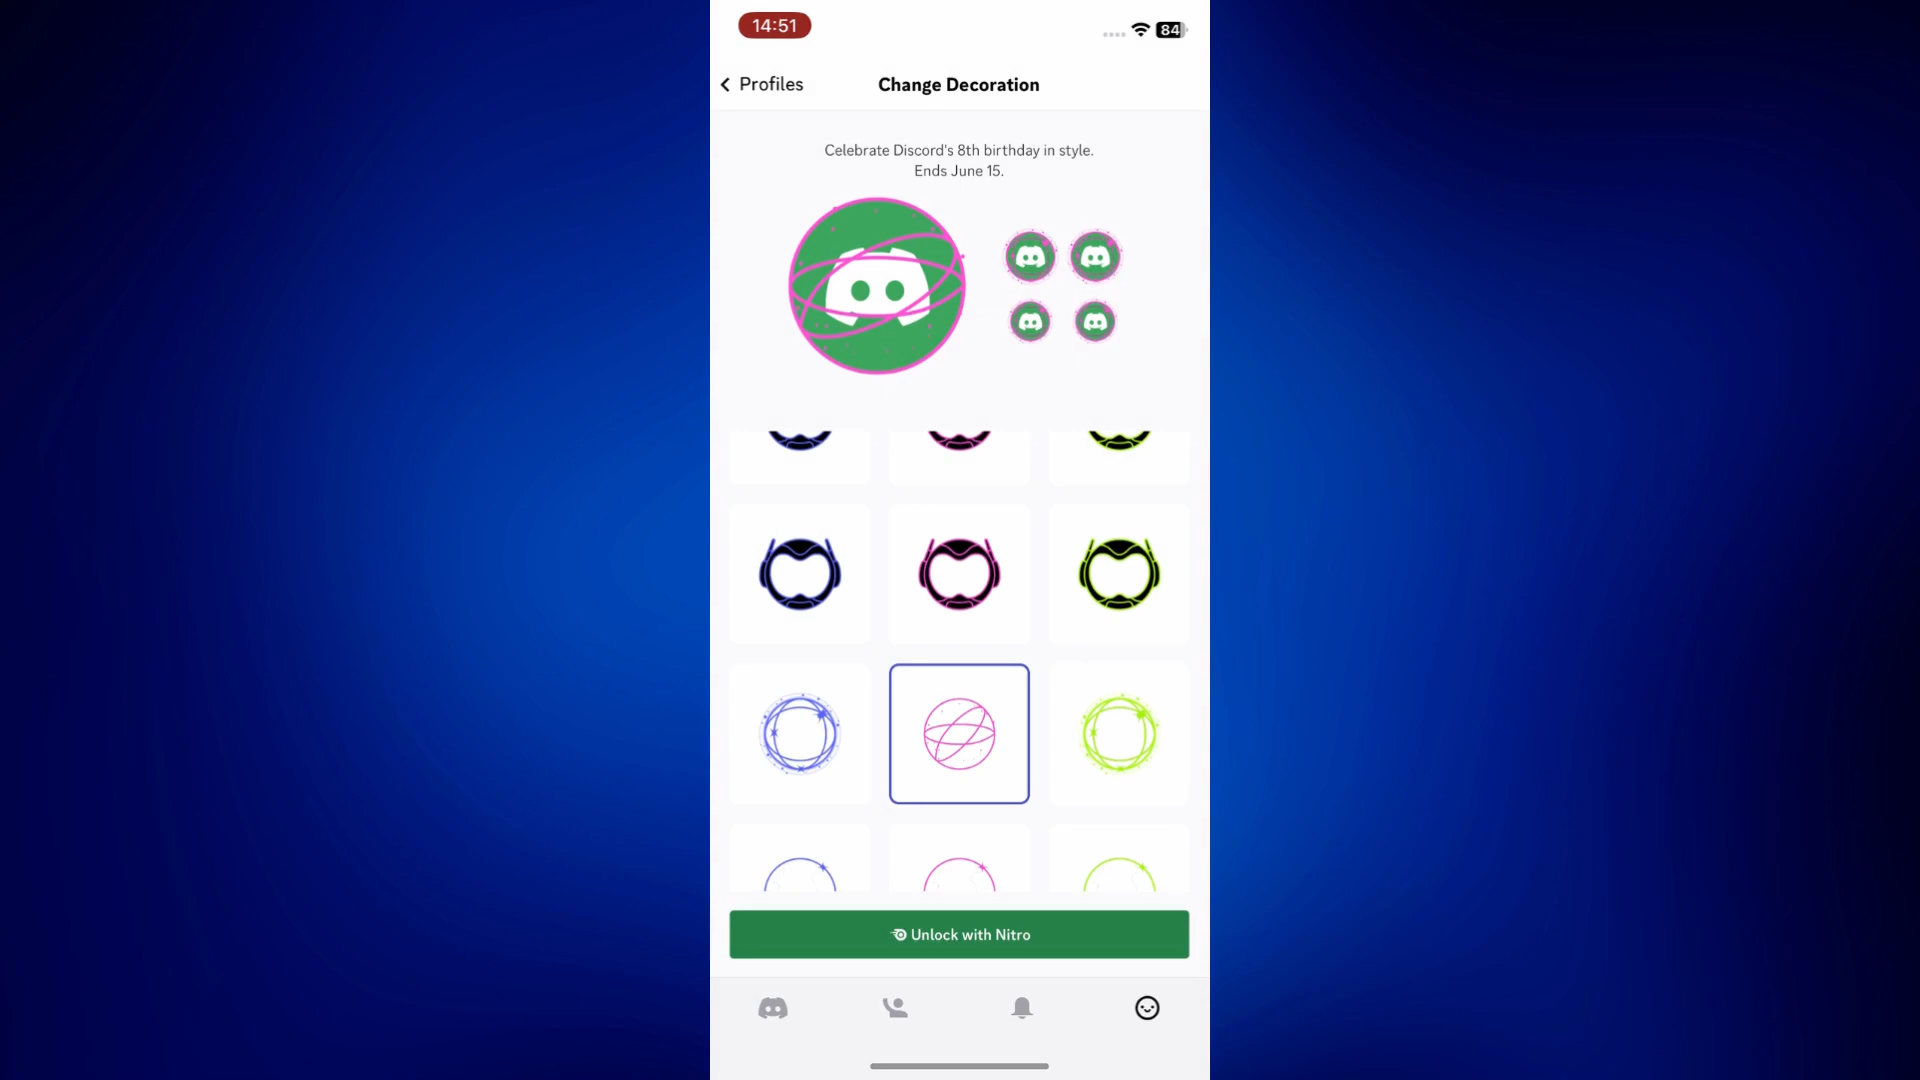 14:51
84
Profiles
Change Decoration
Celebrate Discord's 8th birthday in style.
Ends June 15.
Unlock with Nitro